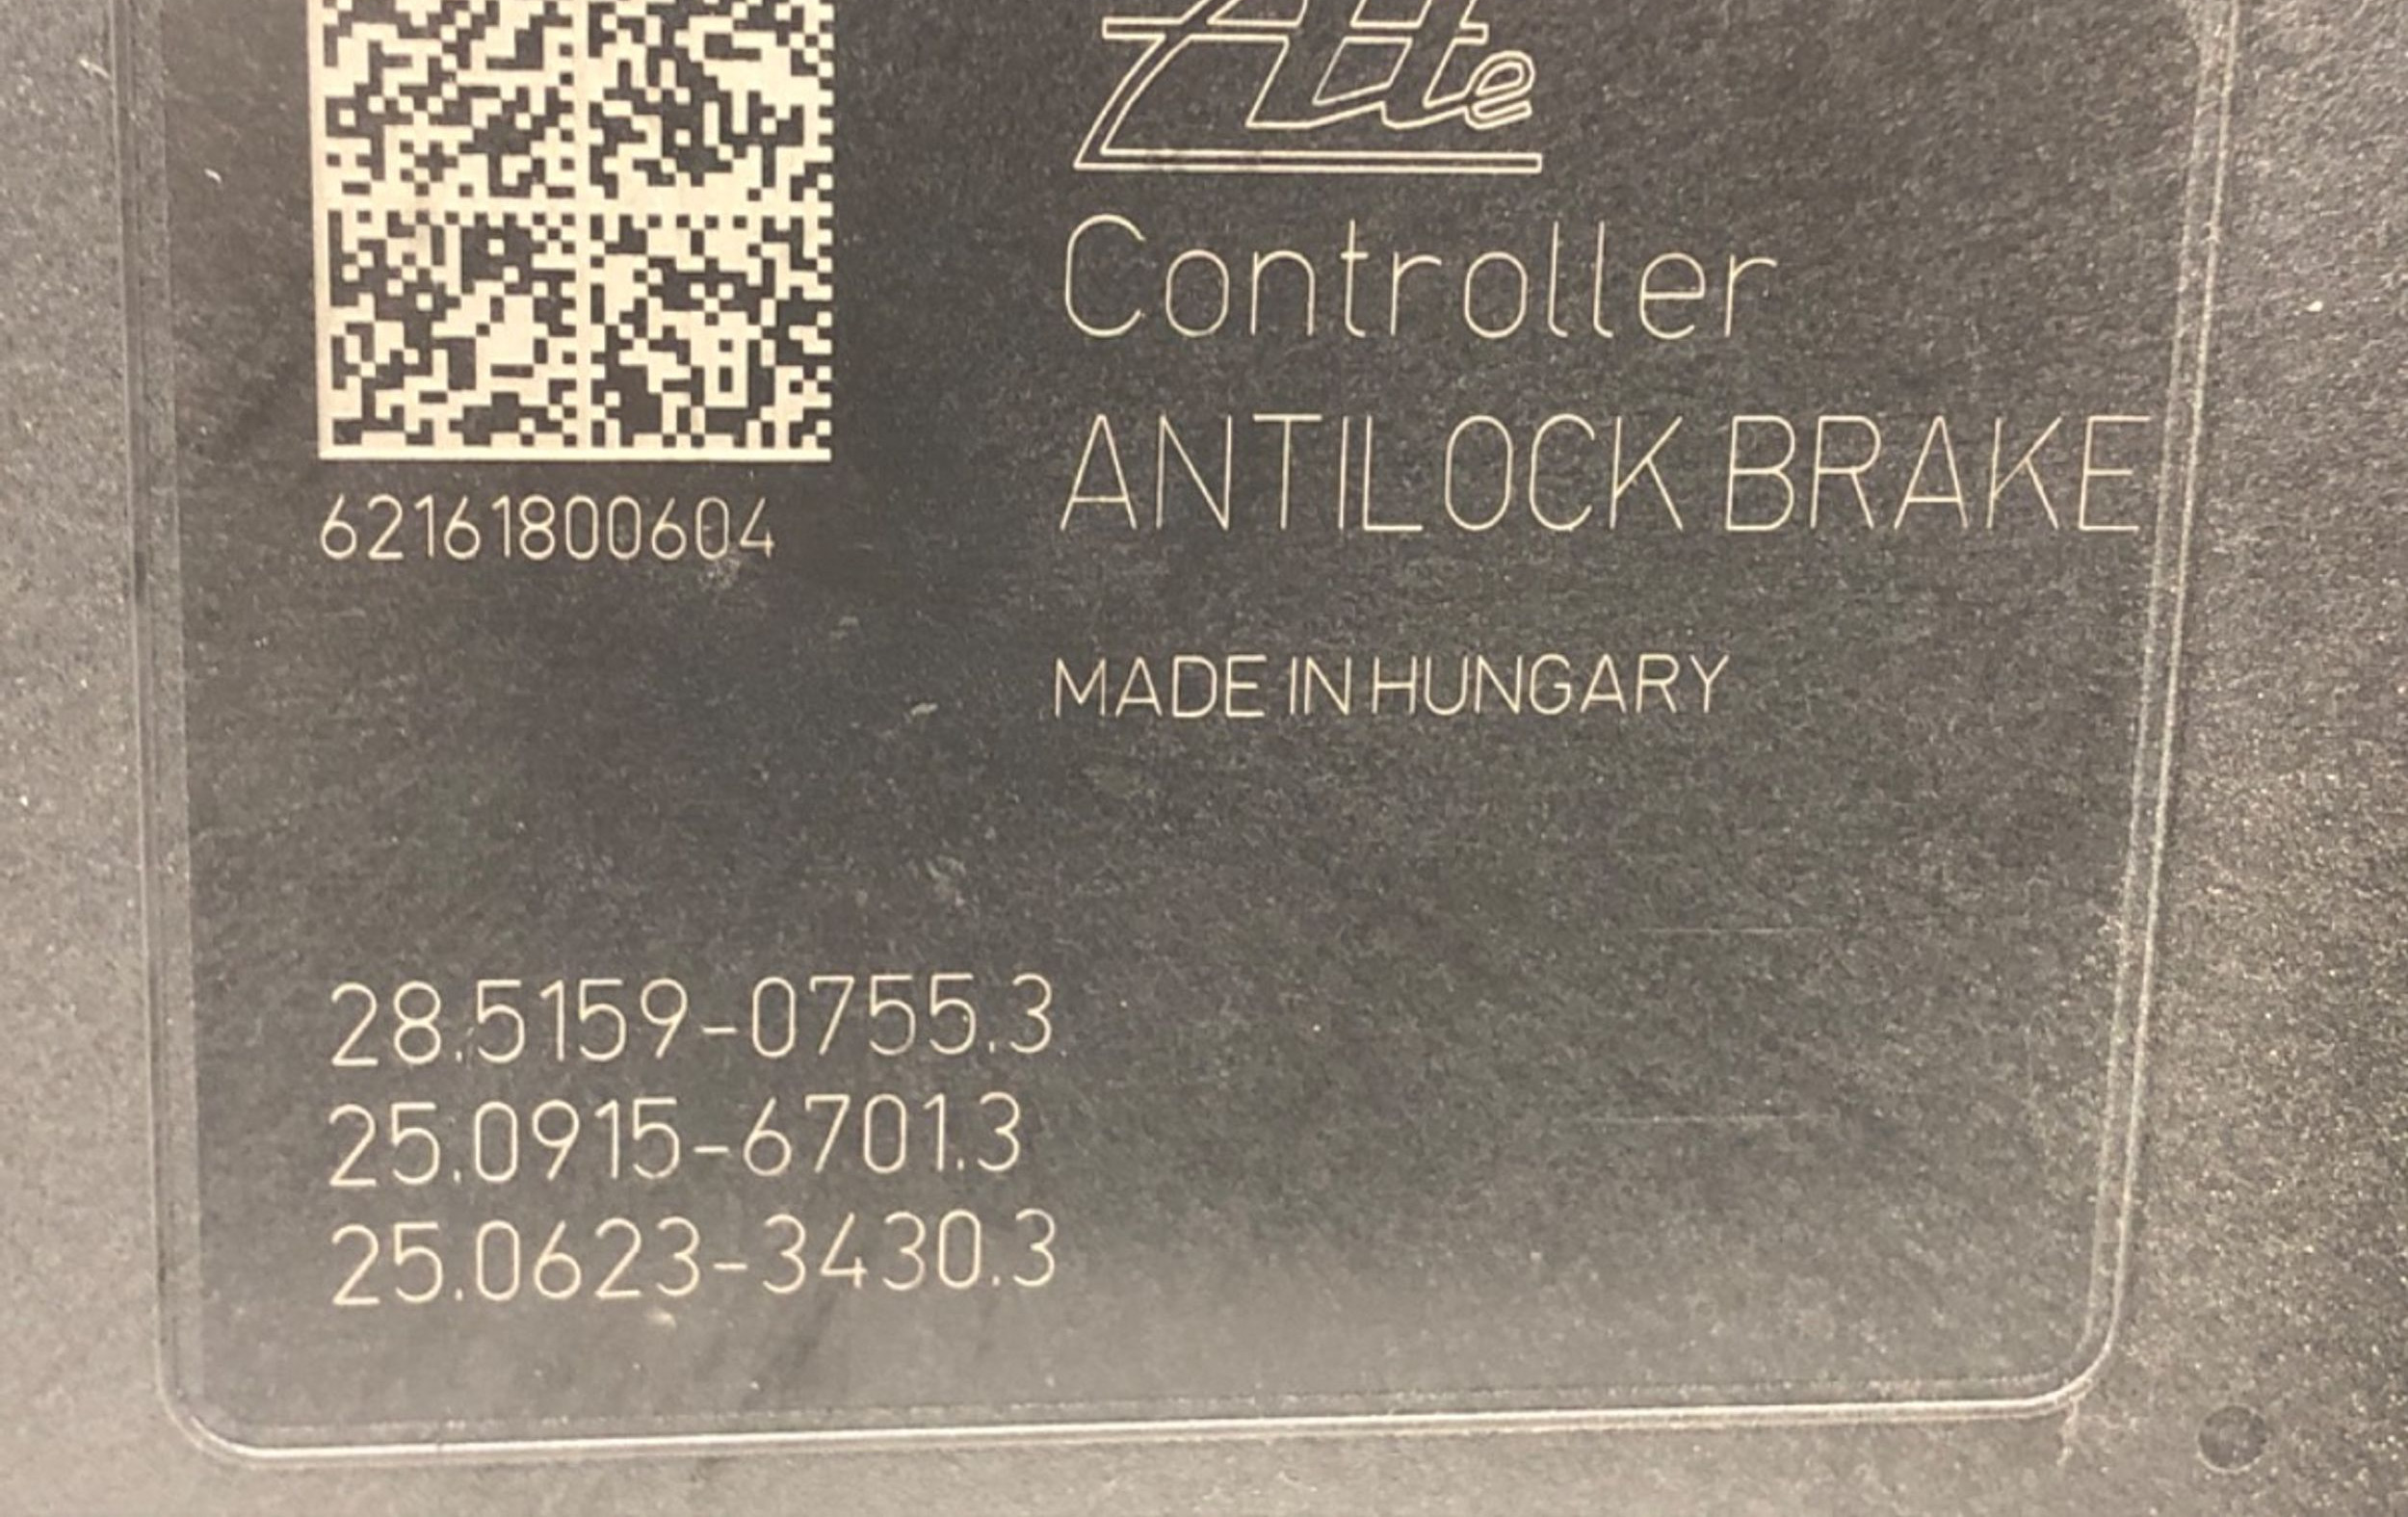 Ate
Controller
ANTILOCK BRAKE
62161800604
MADE IN HUNGARY
28.5159-0755.3
25.0915-6701.3
25.0623-3430.3